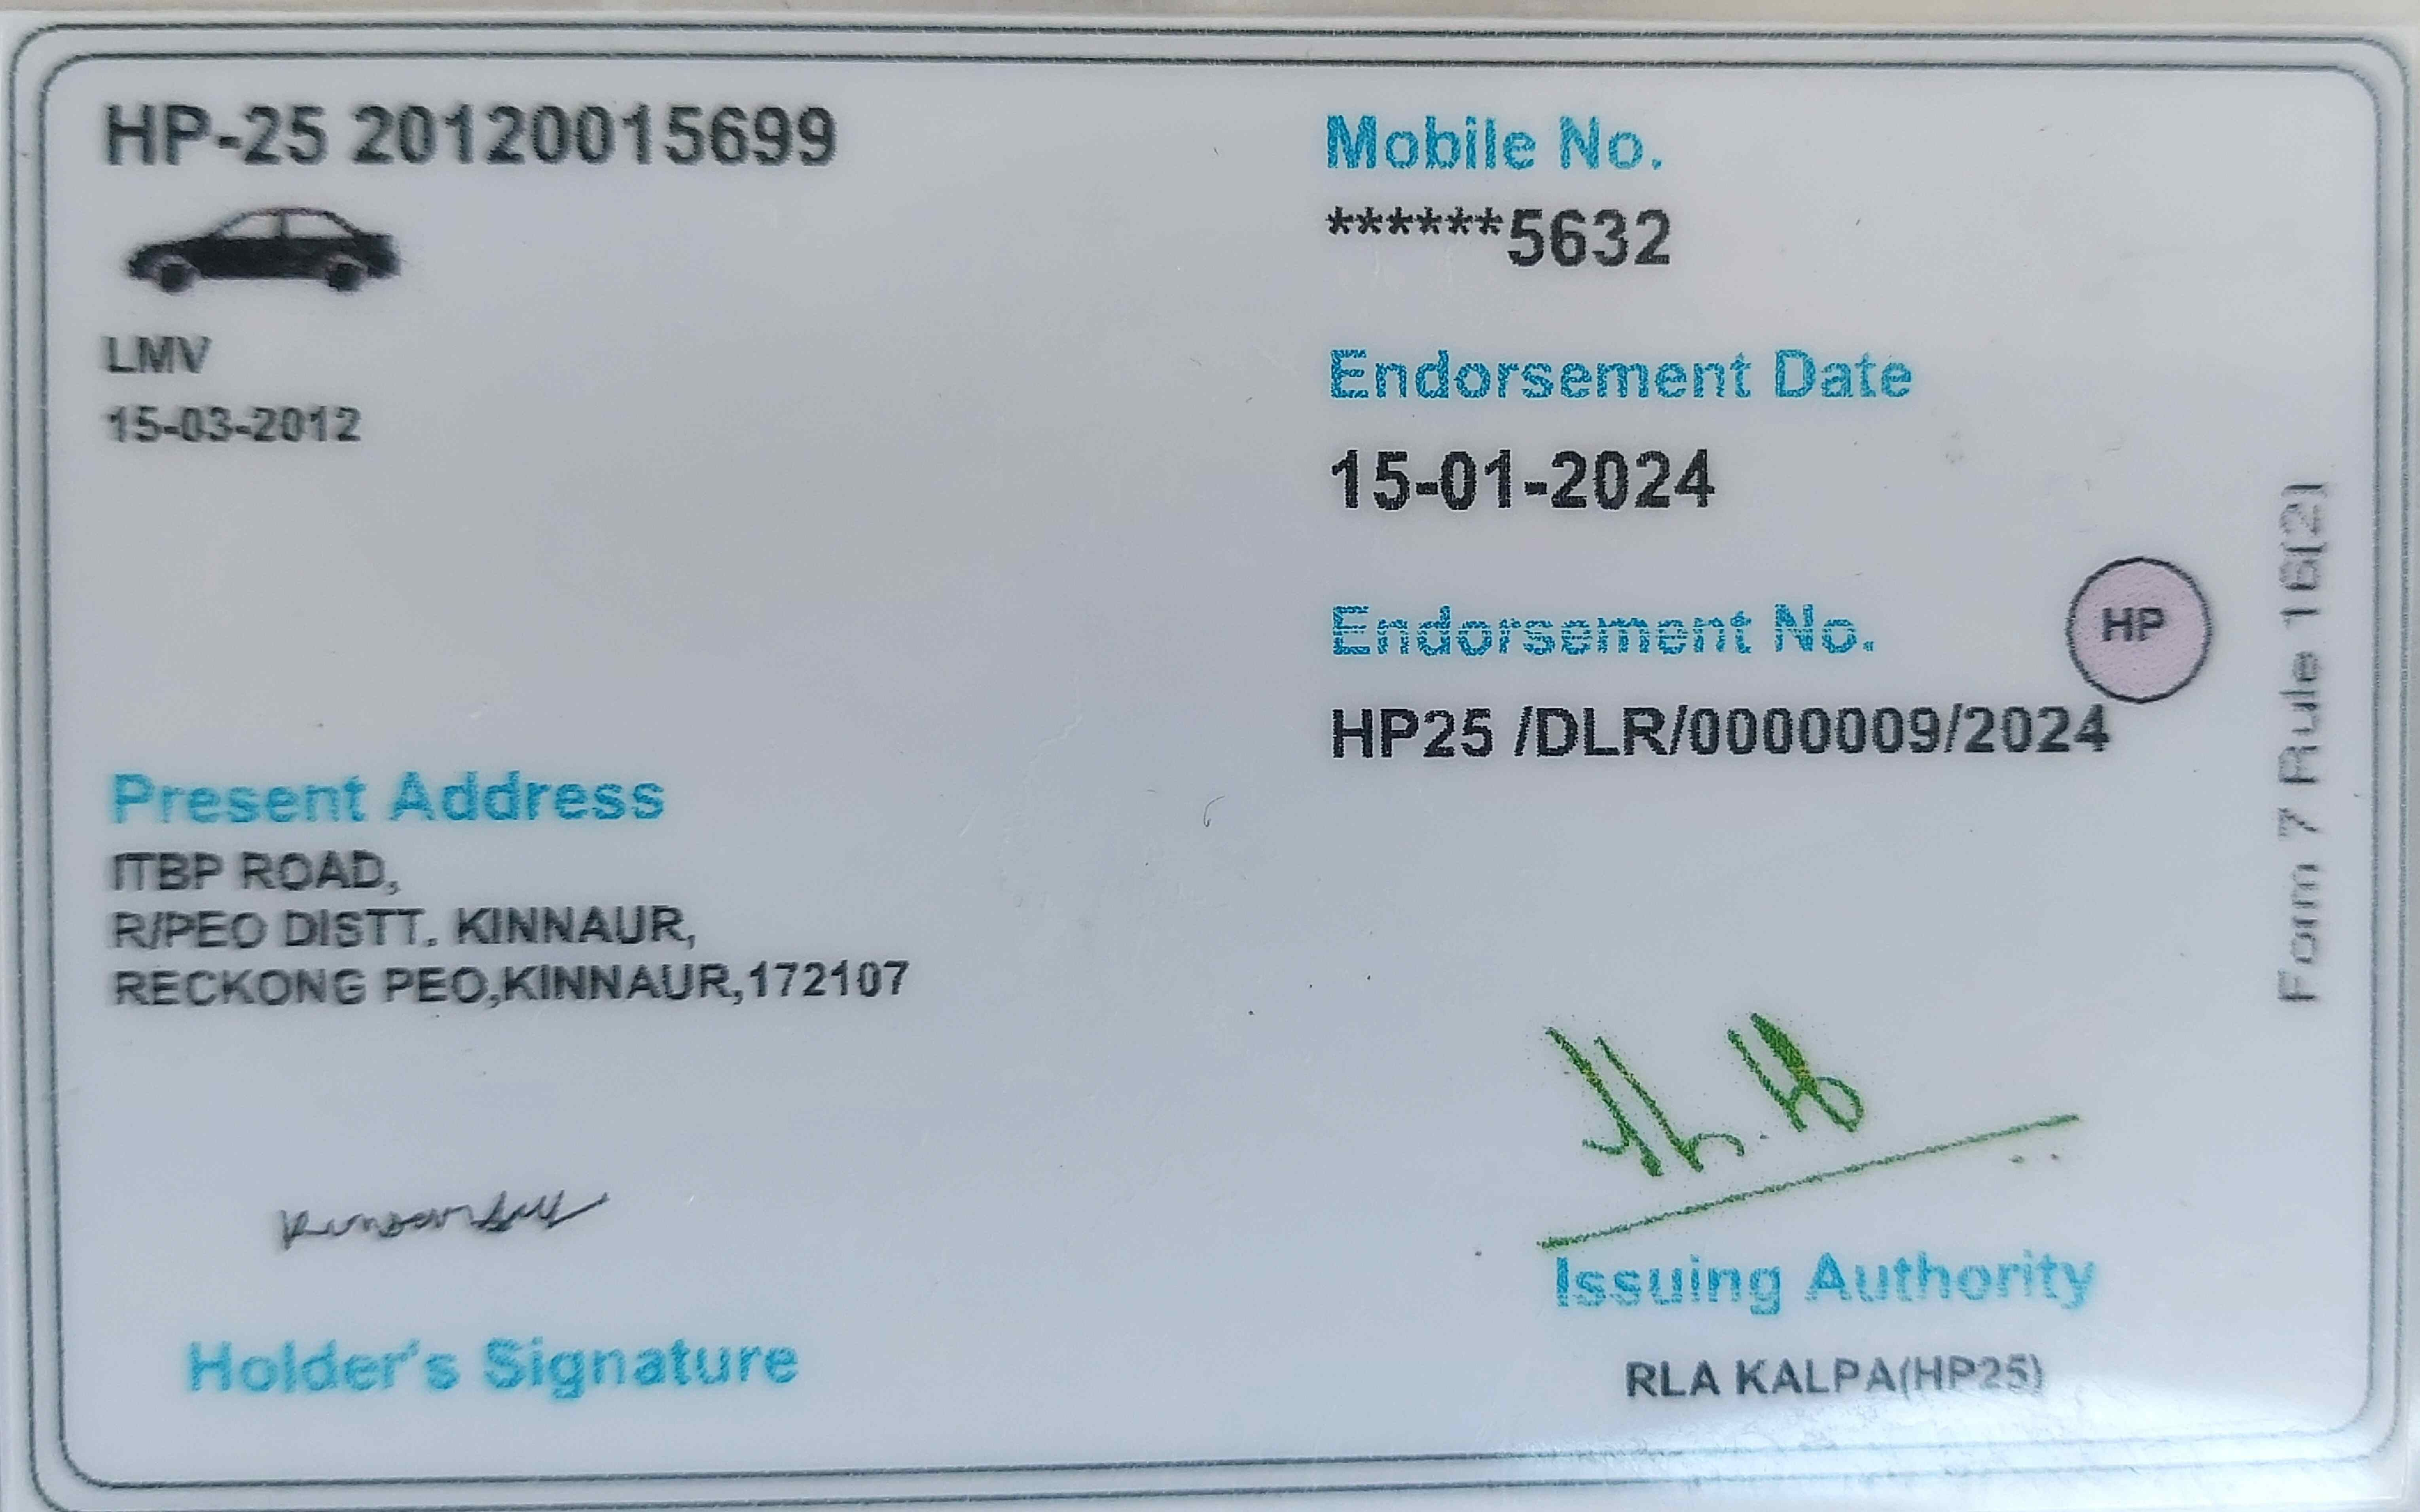 HP-25 20120015699
LMV
15-03-2012
Mobile No.
******5632
Endorsement Date
15-01-2024
Endorsement No.
HP25 /DLR/0000009/2024
HP
Form 7 Rule 16(2)
Present Address
ITBP ROAD,
R/PEO DISTT. KINNAUR,
RECKONG PEO,KINNAUR,172107
Holder's Signature
Issuing Authority
RLA KALPA(HP25)